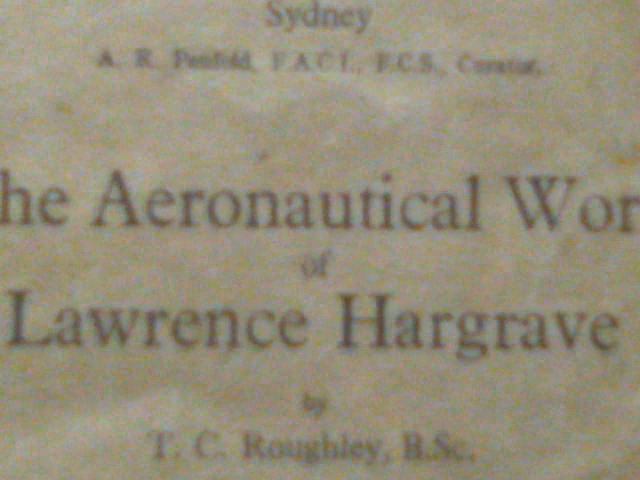 Sydney
A. R. Penfold, F.A.C.I., F.C.S., Curator.
he Aeronautical Wor
of
Lawrence Hargrave
by
T. C. Roughley, B.Sc.